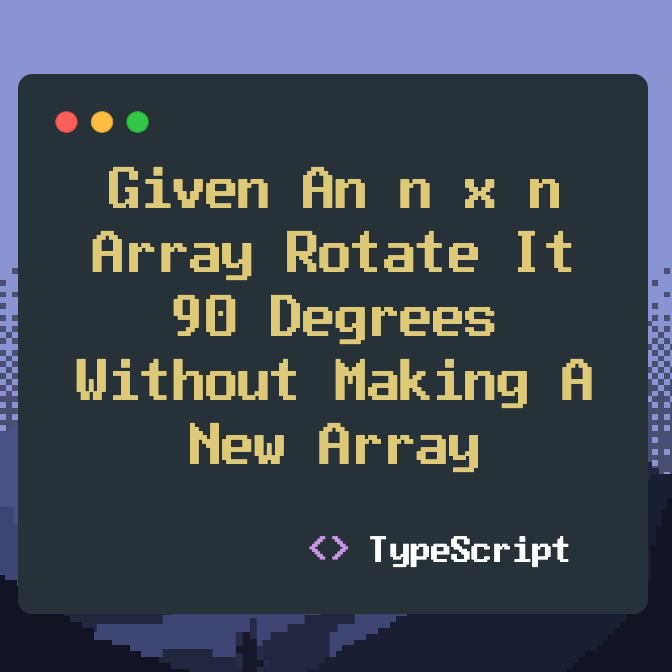 Given An n x n
Array Rotate It
90 Degrees
Without Making A
New Array
<> TypeScript